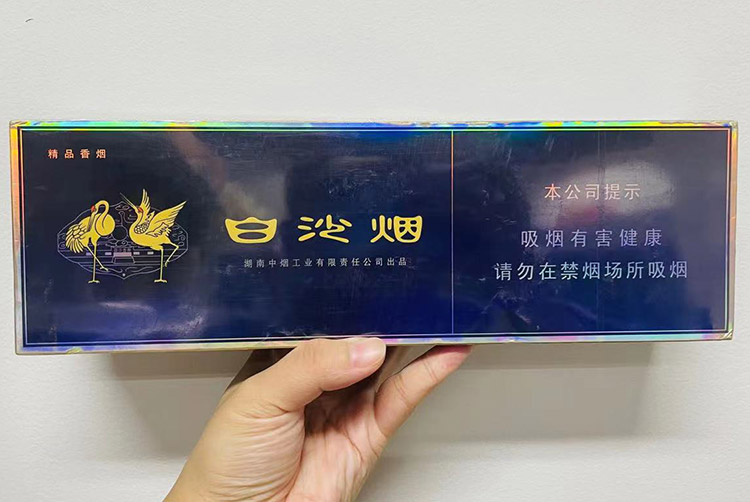 精品香烟
白沙烟
湖南中烟工业有限责任公司出品
本公司提示
吸烟有害健康
请勿在禁烟场所吸烟